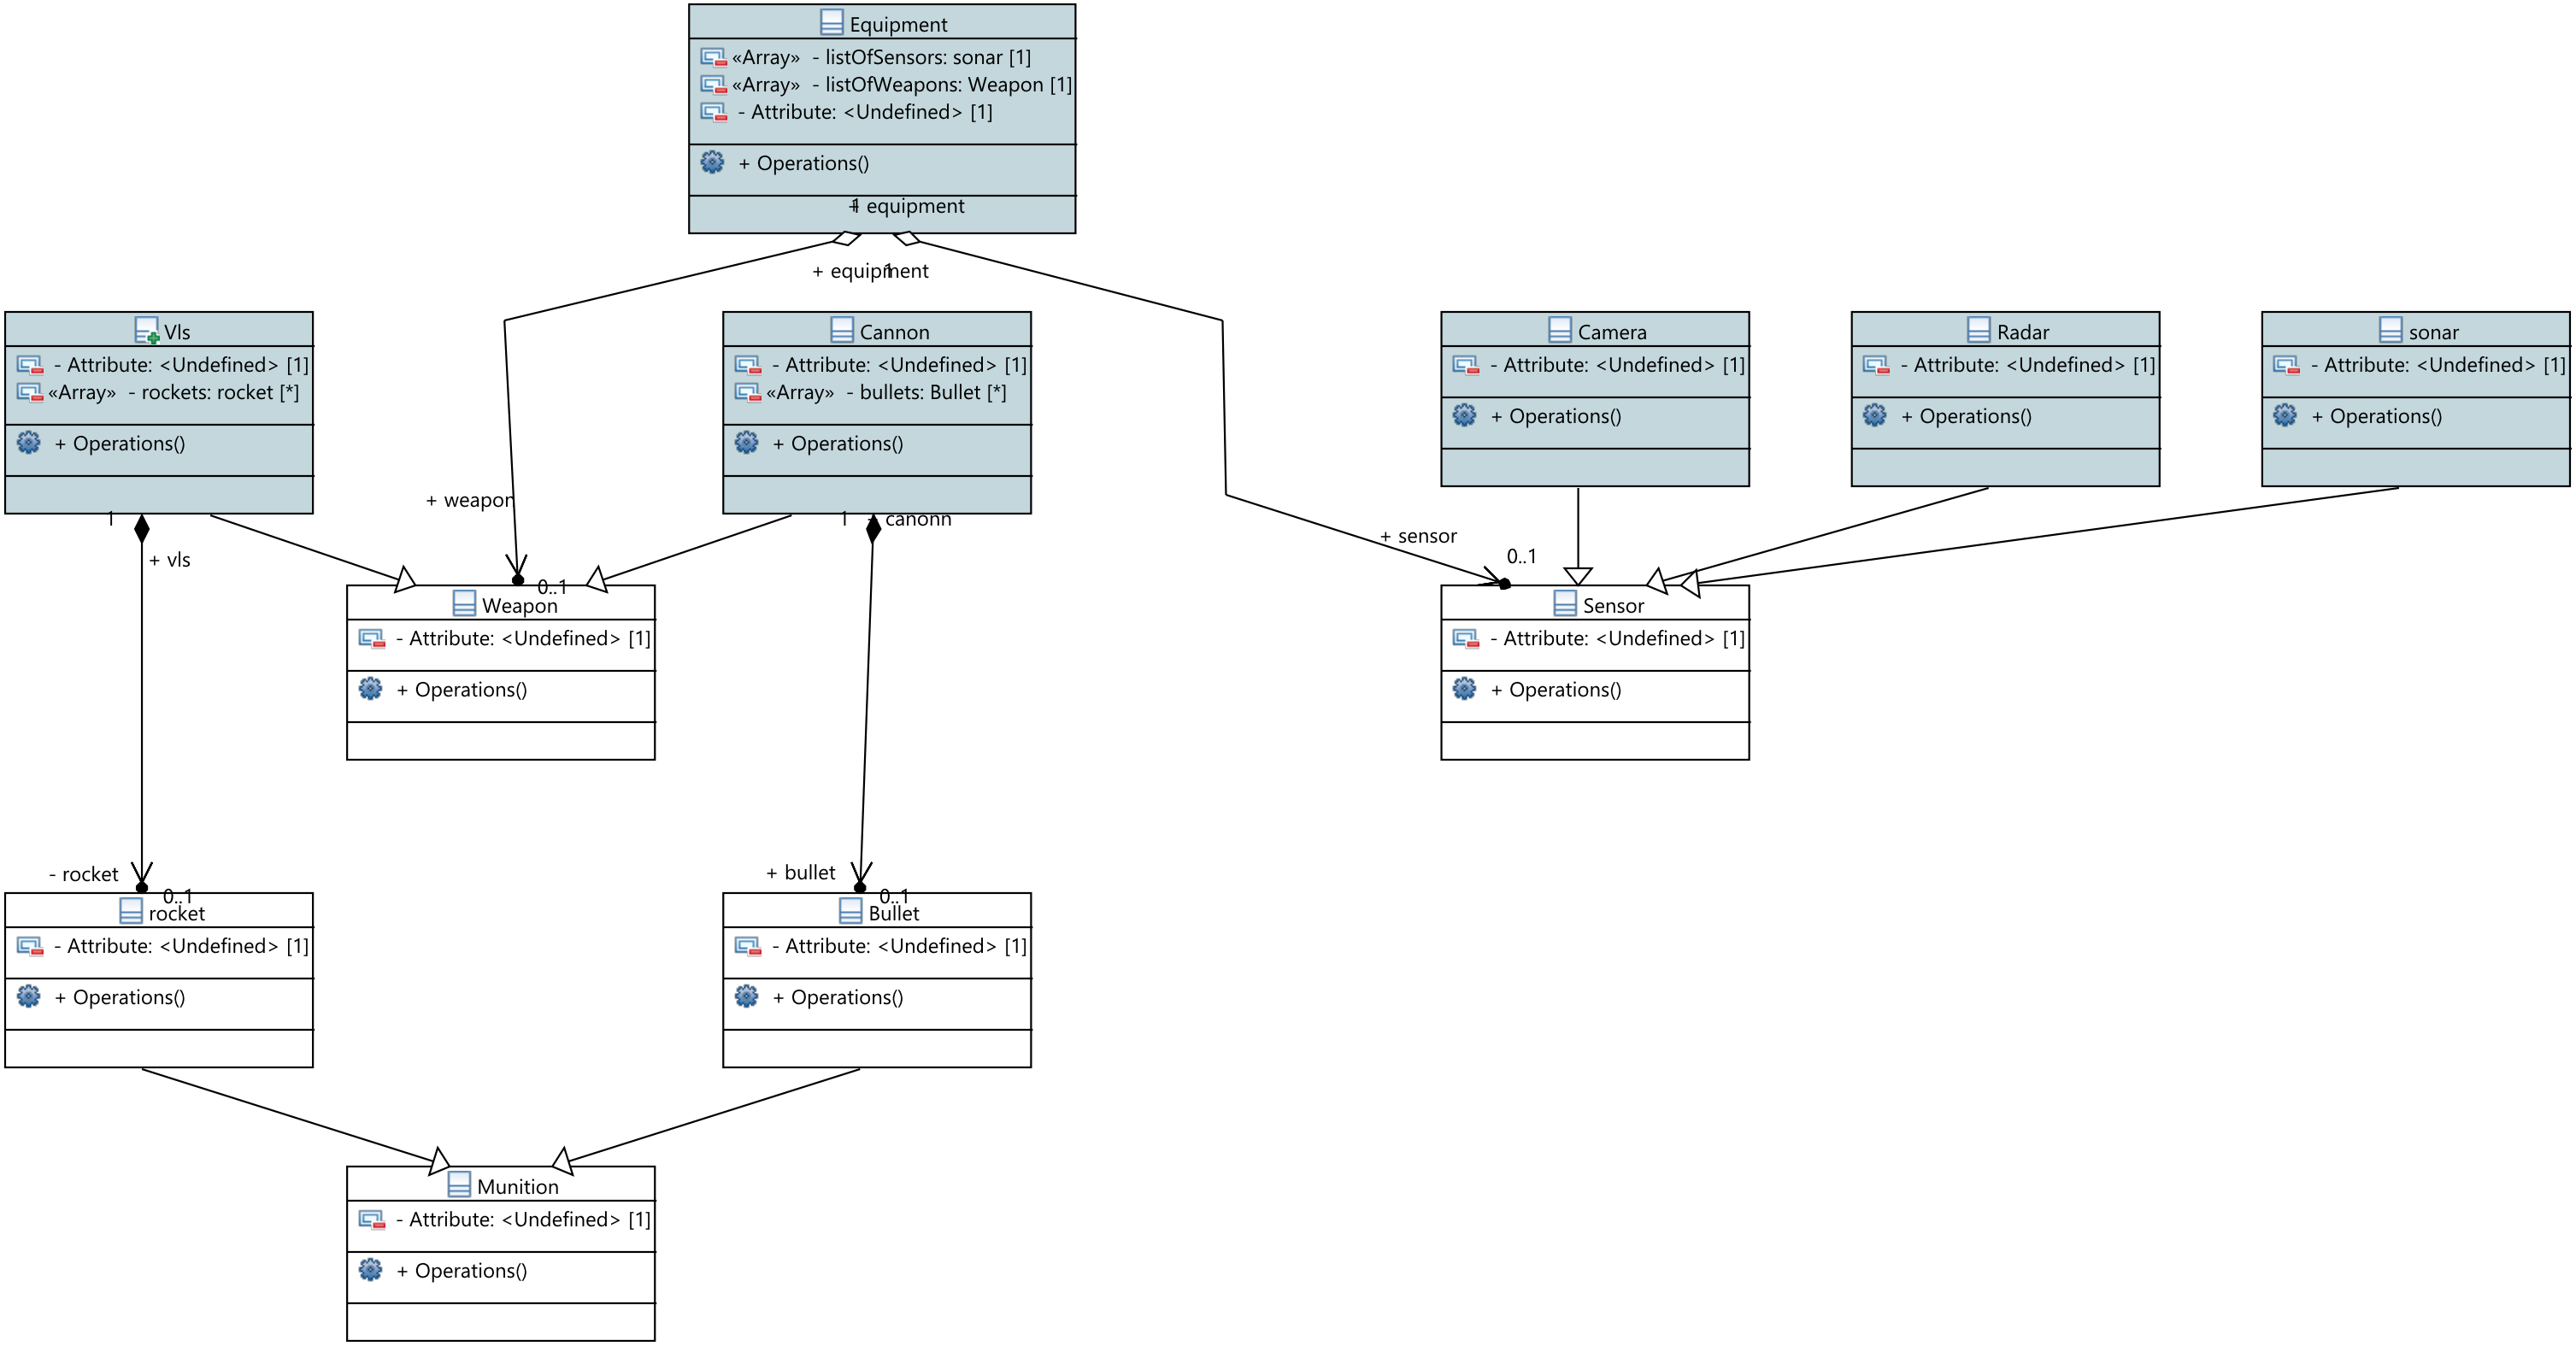 Equipment
«Array» - listOfSensors: sonar [1]
«Array» - listOfWeapons: Weapon [1]
- Attribute: <Undefined> [1]
+ Operations()
1
+ equipment
+ equipment
1
Vls
- Attribute: <Undefined> [1]
«Array» - rockets: rocket [*]
+ Operations()
Cannon
- Attribute: <Undefined> [1]
«Array» - bullets: Bullet [*]
+ Operations()
Camera
- Attribute: <Undefined> [1]
+ Operations()
Radar
- Attribute: <Undefined> [1]
+ Operations()
sonar
- Attribute: <Undefined> [1]
+ Operations()
1
+ vls
+ weapon
0..1
1
+ canonn
+ sensor
0..1
Weapon
- Attribute: <Undefined> [1]
+ Operations()
Sensor
- Attribute: <Undefined> [1]
+ Operations()
- rocket
0..1
rocket
- Attribute: <Undefined> [1]
+ Operations()
+ bullet
0..1
Bullet
- Attribute: <Undefined> [1]
+ Operations()
Munition
- Attribute: <Undefined> [1]
+ Operations()